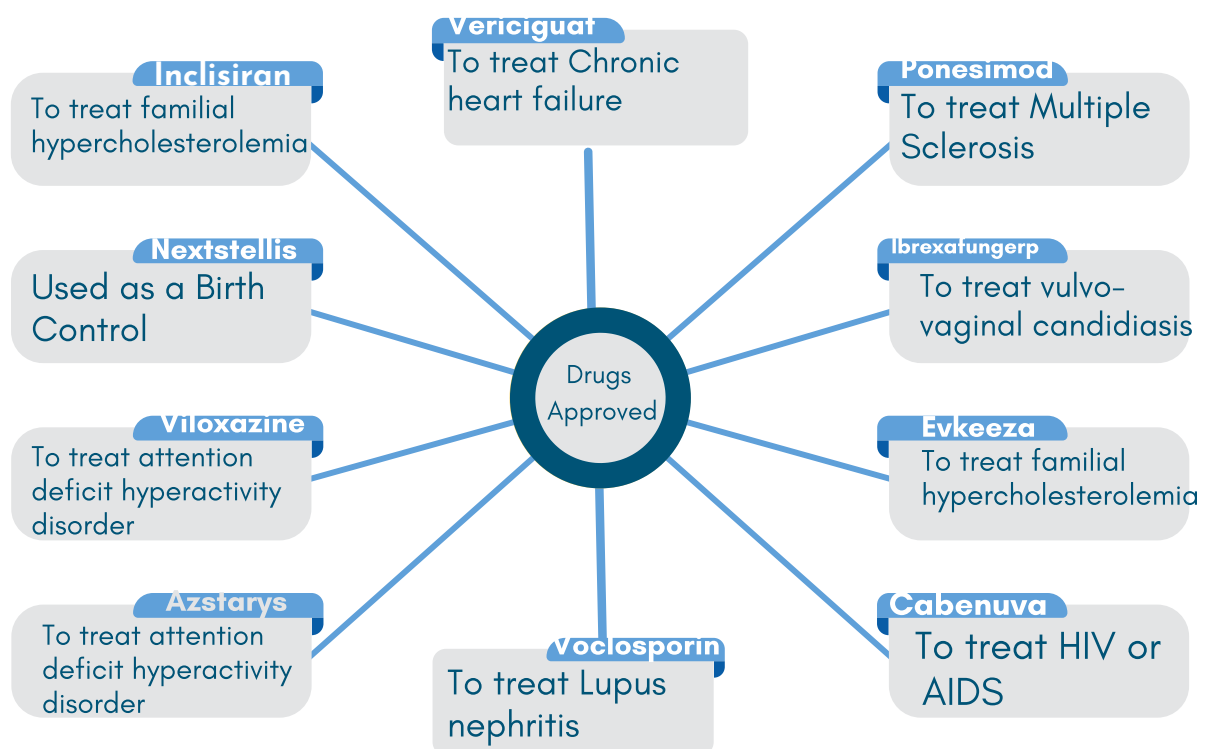 Vericiguat
To treat Chronic
heart failure
Inclisiran
To treat familial
hypercholesterolemia
Ponesimod
To treat Multiple
Sclerosis
Nextstellis
Used as a Birth
Control
Ibrexafungerp
To treat vulvo-
vaginal candidiasis
Drugs
Approved
Viloxazine
To treat attention
deficit hyperactivity
disorder
Evkeeza
To treat familial
hypercholesterolemia
Azstarys
To treat attention
deficit hyperactivity
disorder
Cabenuva
To treat HIV or
AIDS
Voclosporin
To treat Lupus
nephritis